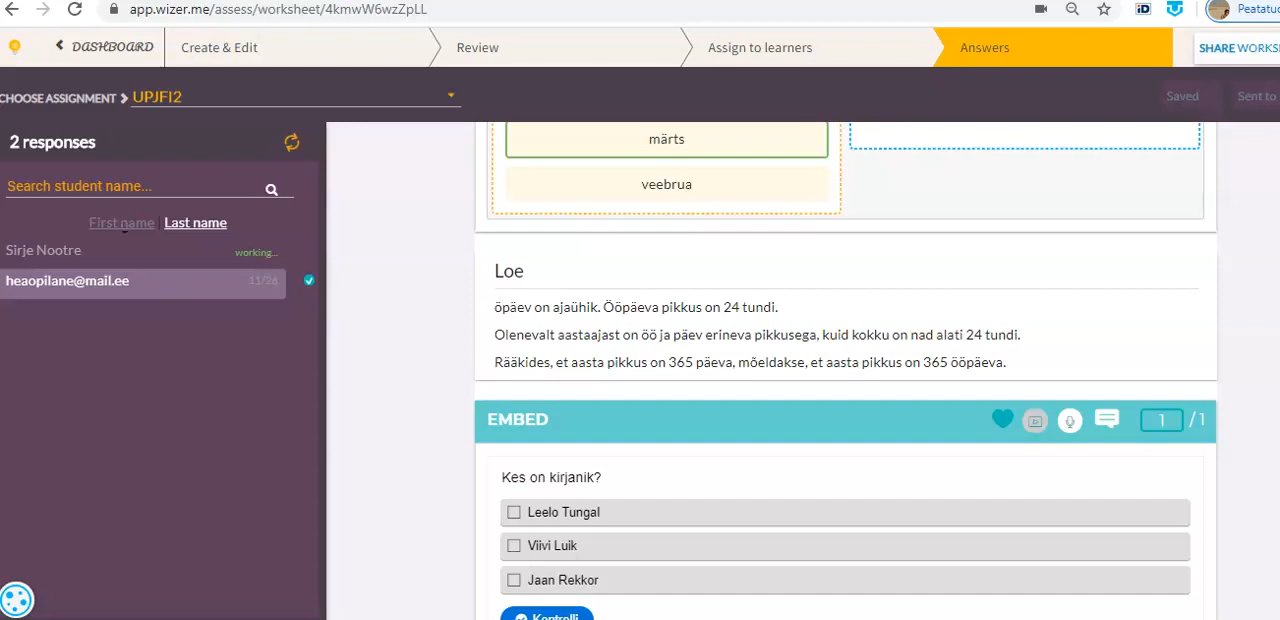 app.wizer.me/assess/worksheet/4kmwW6wzZpLL
iD
Peatatud
DASHBOARD
Create & Edit
Review
Assign to learners
Answers
SHARE WORKS
CHOOSE ASSIGNMENT
UPJFI2
Saved
Sent to
2 responses
Search student name...
First name
Last name
Sirje Nootre
working...
heaopilane@mail.ee
11/26
märts
veebrua
Loe
öpäev on ajaühik. Ööpäeva pikkus on 24 tundi.
Olenevalt aastaajast on öö ja päev erineva pikkusega, kuid kokku on nad alati 24 tundi.
Rääkides, et aasta pikkus on 365 päeva, mõeldakse, et aasta pikkus on 365 ööpäeva.
EMBED
1 / 1
Kes on kirjanik?
Leelo Tungal
Viivi Luik
Jaan Rekkor
Kontrolli